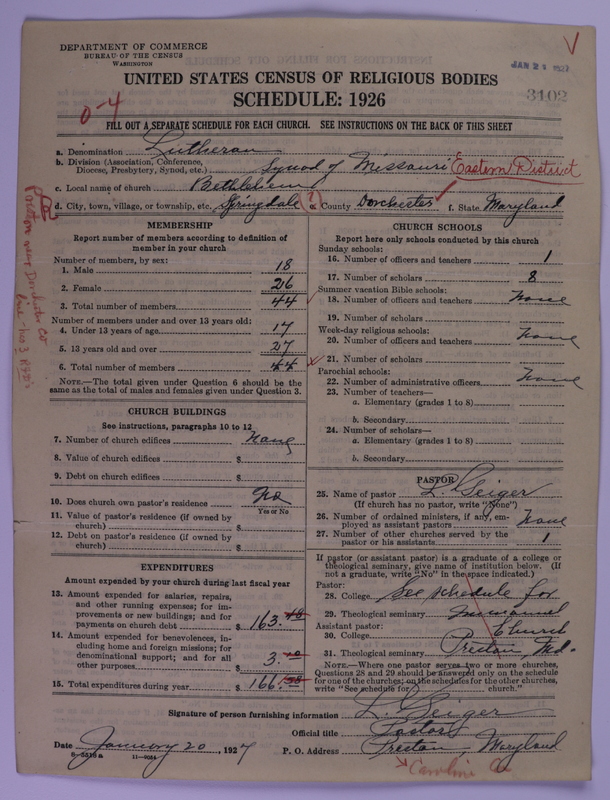 DEPARTMENT OF COMMERCE
BUREAU OF THE CENSUS
WASHINGTON
JAN 21 1927
3102
UNITED STATES CENSUS OF RELIGIOUS BODIES
SCHEDULE: 1926
0-4
FILL OUT A SEPARATE SCHEDULE FOR EACH CHURCH. SEE INSTRUCTIONS ON THE BACK OF THIS SHEET
a. Denomination Lutheran
b. Division (Association, Conference, Diocese, Presbytery, Synod, etc.) Synod of Missouri Eastern District
c. Local name of church Bethlehem
d. City, town, village, or township, etc. Springdale (?) e. County Dorchester f. State Maryland
MEMBERSHIP
Report number of members according to definition of
member in your church
Number of members, by sex:
1. Male 18
2. Female 26
3. Total number of members 44
Number of members under and over 13 years old:
4. Under 13 years of age 17
5. 13 years old and over 27
6. Total number of members 44
NOTE.—The total given under Question 6 should be
same as the total of males and females given under Question 3.
CHURCH BUILDINGS
See instructions, paragraphs 10 to 12
7. Number of church edifices None
8. Value of church edifices $
9. Debt on church edifices $
10. Does church own pastor's residence No
Yes or No
11. Value of pastor's residence (if owned by
church) $
12. Debt on pastor's residence (if owned by
church) $
EXPENDITURES
Amount expended by your church during last fiscal year
13. Amount expended for salaries, repairs,
and other running expenses; for im-
provements or new buildings; and for
payments on church debt $ 163.
14. Amount expended for benevolences, in-
cluding home and foreign missions; for
denominational support; and for all
other purposes $ 3.
15. Total expenditures during year $ 166.
CHURCH SCHOOLS
Report here only schools conducted by this church
Sunday schools:
16. Number of officers and teachers 1
17. Number of scholars 8
Summer vacation Bible schools:
18. Number of officers and teachers None
19. Number of scholars
Week-day religious schools:
20. Number of officers and teachers None
21. Number of scholars
Parochial schools:
22. Number of administrative officers None
23. Number of teachers—
a. Elementary (grades 1 to 8)
b. Secondary
24. Number of scholars—
a. Elementary (grades 1 to 8)
b. Secondary
PASTOR
25. Name of pastor L. Geiger
(If church has no pastor, write "None")
26. Number of ordained ministers, if any, em-
ployed as assistant pastors None
27. Number of other churches served by the
pastor or his assistants 1
If pastor (or assistant pastor) is a graduate of a college or
theological seminary, give name of institution below. (If
not a graduate, write "No" in the space indicated.)
Pastor:
28. College See schedule for
29. Theological seminary Immanuel
Assistant pastor:
30. College Church
31. Theological seminary Preston, Md.
NOTE.—Where one pastor serves two or more churches,
Questions 28 and 29 should be answered only on the schedule
for one of the churches; on the schedules for the other churches,
write "See schedule for church."
Signature of person furnishing information L. Geiger
Official title Pastor
Date January 20, 1927 P. O. Address Preston, Maryland
8—5518a 11—9051
Caroline Co